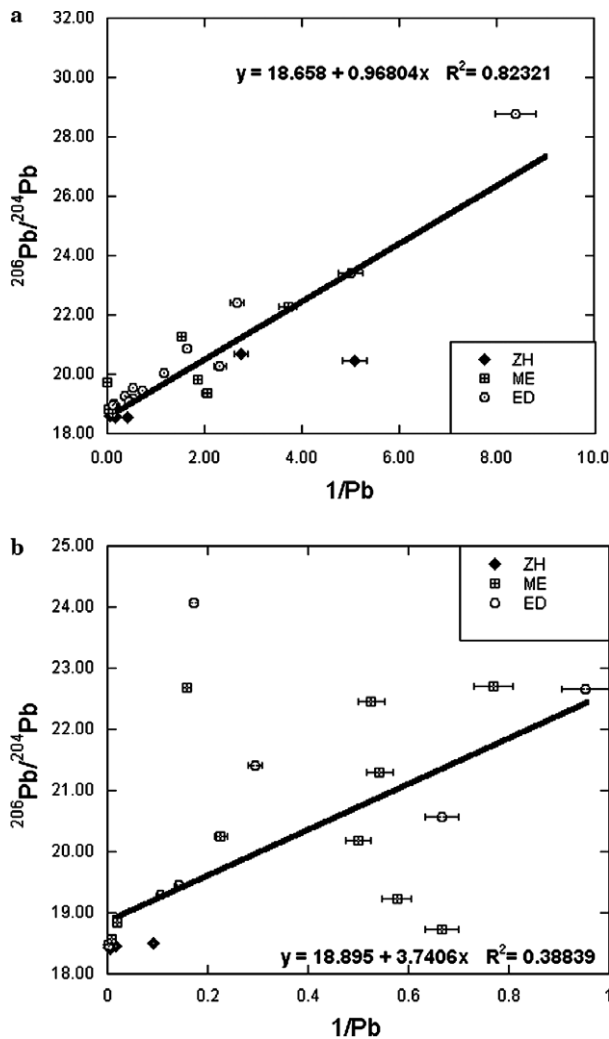 a
32.00
y = 18.658 + 0.96804x R²= 0.82321
30.00
28.00
26.00
24.00
22.00
20.00
18.00
²⁰⁶Pb/²⁰⁴Pb
ZH
ME
ED
0.00 2.00 4.00 6.00 8.00 10.0
1/Pb
b
25.00
24.00
23.00
22.00
21.00
20.00
19.00
18.00
²⁰⁶Pb/²⁰⁴Pb
ZH
ME
ED
y = 18.895 + 3.7406x R²= 0.38839
0 0.2 0.4 0.6 0.8 1
1/Pb